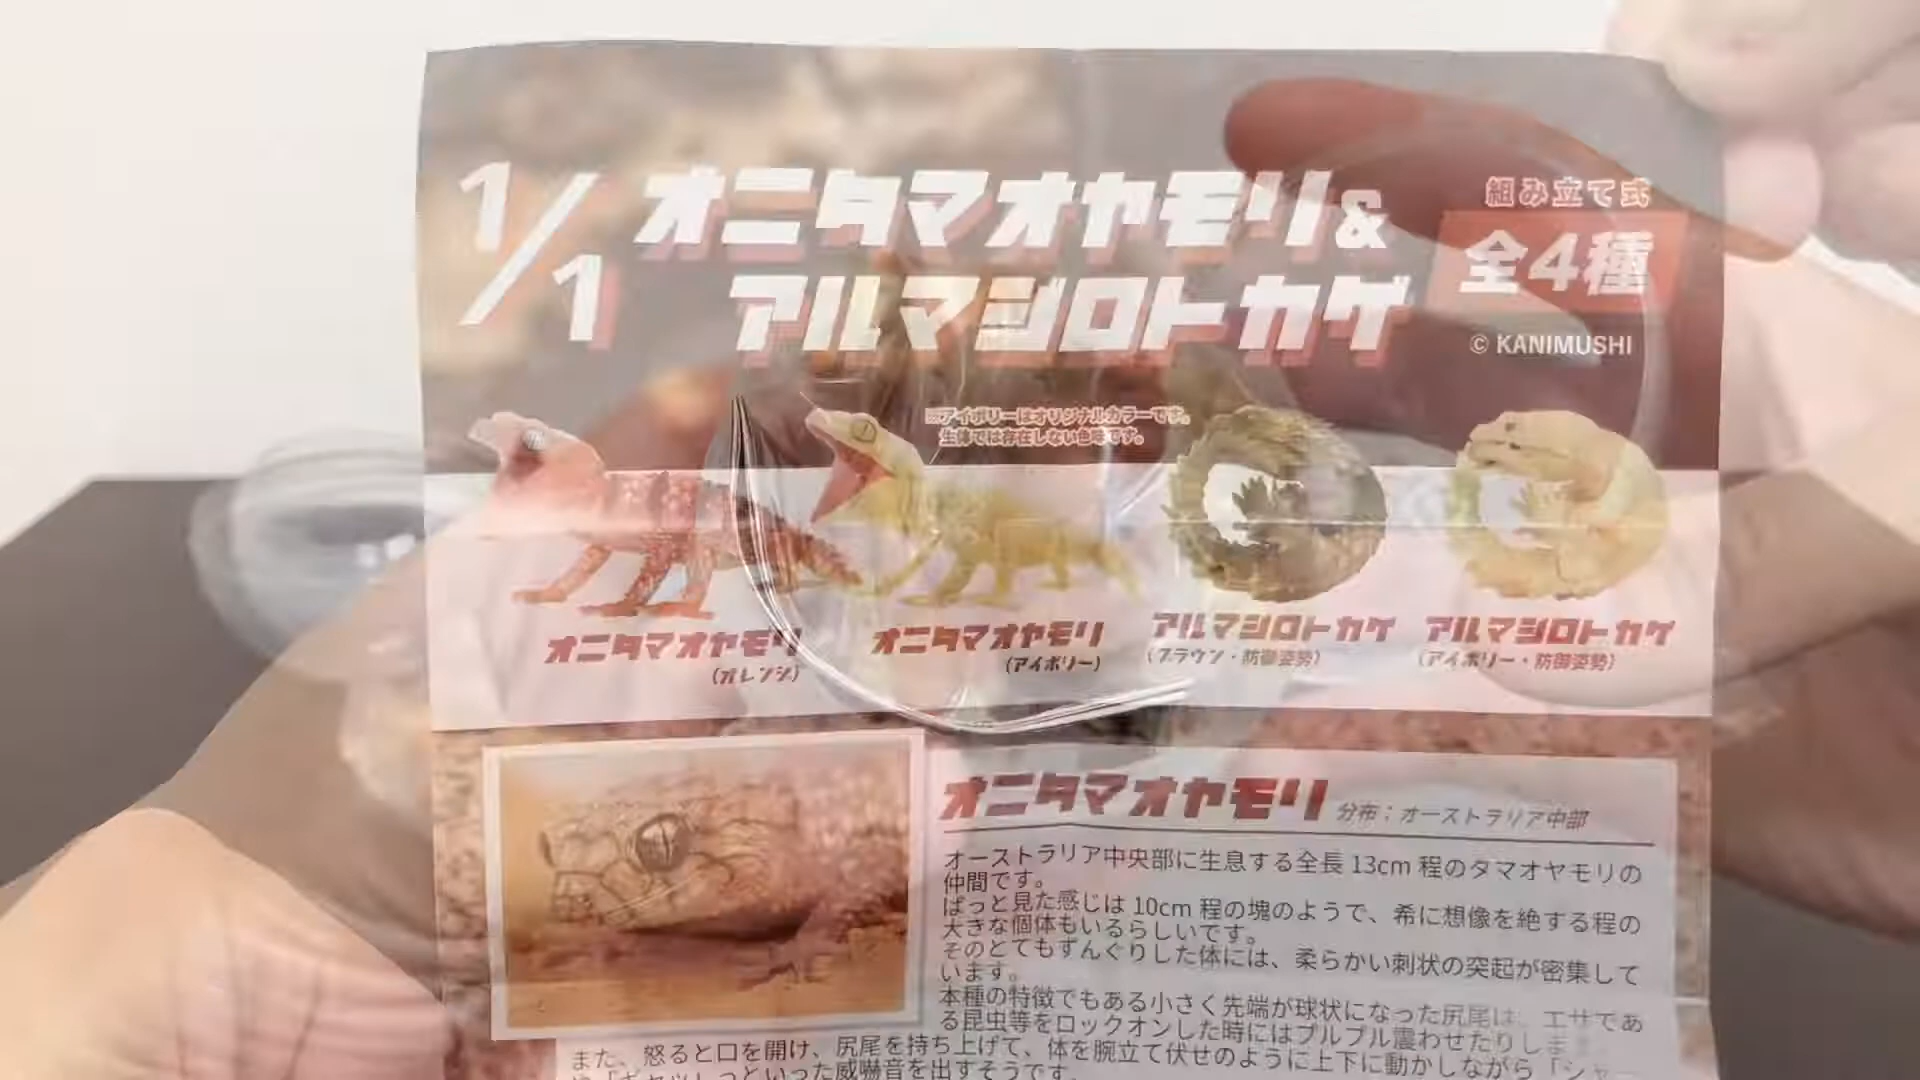 1/1 オニタマオヤモリ&
アルマジロトカゲ
組み立て式
全4種
© KANIMUSHI
※アイボリーはオリジナルカラーです。
生体では存在しない色です。
オニタマオヤモリ
(オレンジ)
オニタマオヤモリ
(アイボリー)
アルマジロトカゲ
(ブラウン・防御姿勢)
アルマジロトカゲ
(アイボリー・防御姿勢)
オニタマオヤモリ 分布：オーストラリア中部
オーストラリア中央部に生息する全長 13cm 程のタマオヤモリの
仲間です。
ぱっと見た感じは 10cm 程の塊のようで、希に想像を絶する程の
大きな個体もいるらしいです。
そのとてもずんぐりした体には、柔らかい刺状の突起が密集して
います。
本種の特徴でもある小さく先端が球状になった尻尾は、エサであ
る昆虫等をロックオンした時にはプルプル震わせたりします。
また、怒ると口を開け、尻尾を持ち上げて、体を腕立て伏せのように上下に動かしながら「シャー
といった威嚇音を出すそうです。